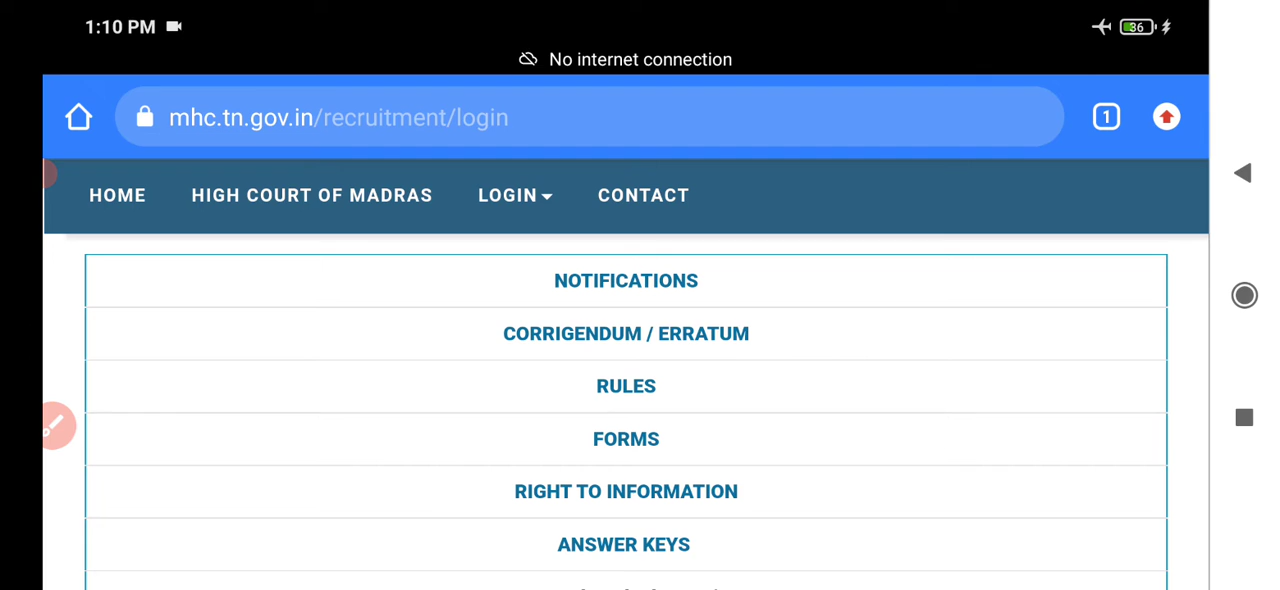 1:10 PM
36
No internet connection
mhc.tn.gov.in/recruitment/login
1
HOME HIGH COURT OF MADRAS LOGIN CONTACT
NOTIFICATIONS
CORRIGENDUM / ERRATUM
RULES
FORMS
RIGHT TO INFORMATION
ANSWER KEYS